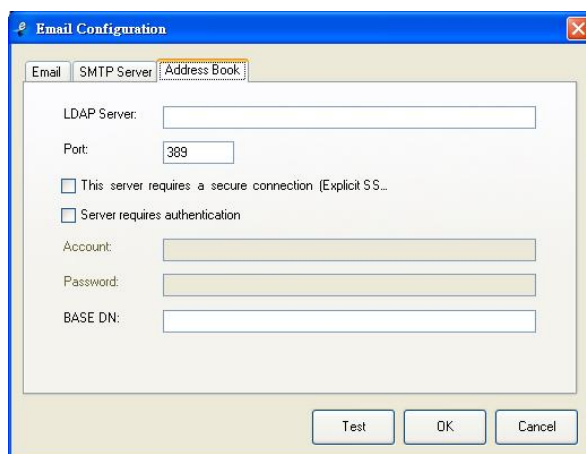 Email Configuration
Email SMTP Server Address Book
LDAP Server:
Port: 389
This server requires a secure connection (Explicit SS...
Server requires authentication
Account:
Password:
BASE DN:
Test OK Cancel